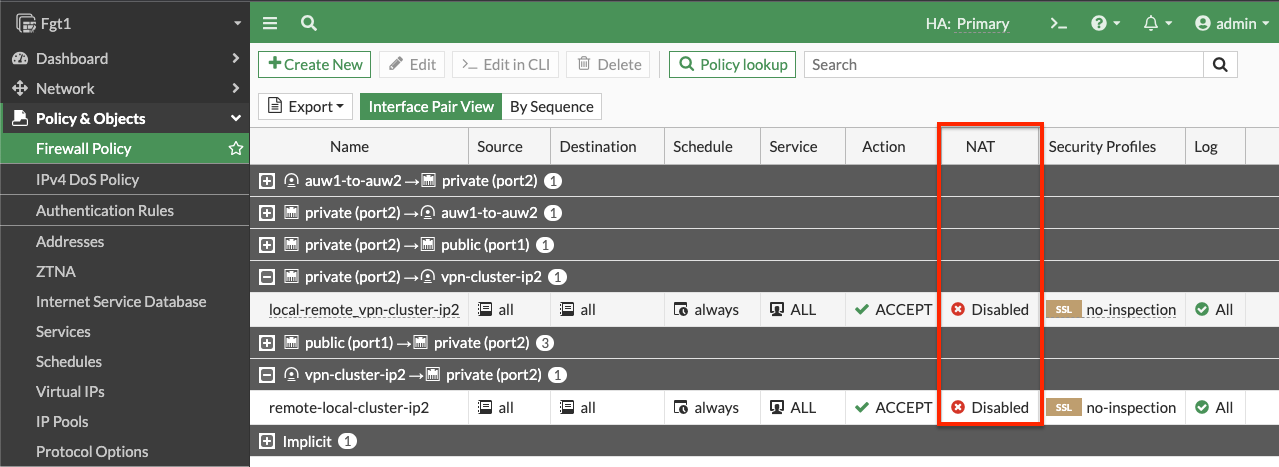 Fgt1
HA: Primary
admin
Dashboard
Network
Policy & Objects
Firewall Policy
IPv4 DoS Policy
Authentication Rules
Addresses
ZTNA
Internet Service Database
Services
Schedules
Virtual IPs
IP Pools
Protocol Options
+Create New Edit >_ Edit in CLI Delete Policy lookup Search
Export Interface Pair View By Sequence
Name Source Destination Schedule Service Action NAT Security Profiles Log
auw1-to-auw2 → private (port2) 1
private (port2) → auw1-to-auw2 1
private (port2) → public (port1) 1
private (port2) → vpn-cluster-ip2 1
local-remote_vpn-cluster-ip2 all all always ALL ACCEPT Disabled SSL no-inspection All
public (port1) → private (port2) 3
vpn-cluster-ip2 → private (port2) 1
remote-local-cluster-ip2 all all always ALL ACCEPT Disabled SSL no-inspection All
Implicit 1